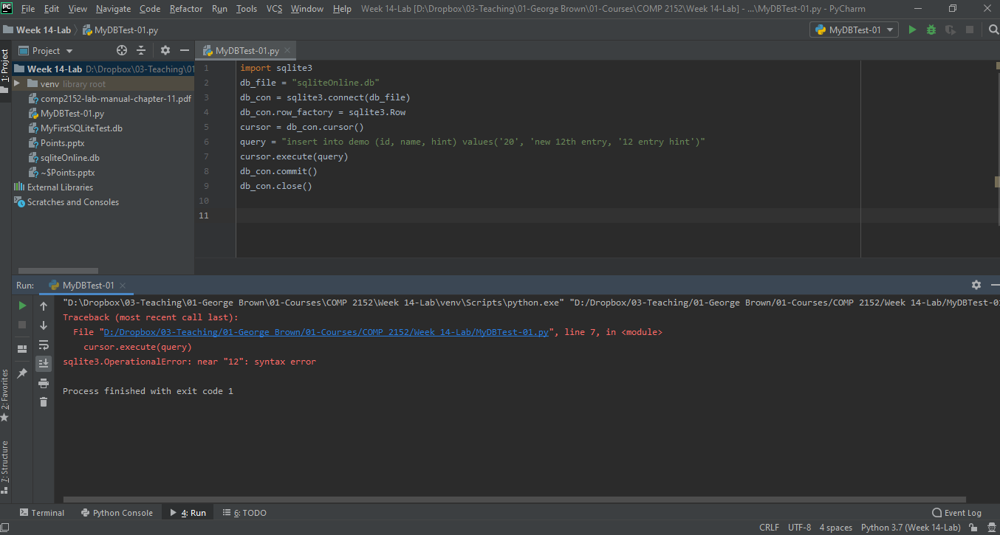 PC File Edit View Navigate Code Refactor Run Tools VCS Window Help Week 14-Lab [D:\Dropbox\03-Teaching\01-George Brown\01-Courses\COMP 2152\Week 14-Lab] - ...\MyDBTest-01.py - PyCharm
Week 14-Lab MyDBTest-01.py MyDBTest-01
1: Project
Project MyDBTest-01.py
Week 14-Lab D:\Dropbox\03-Teaching\01
venv library root
comp2152-lab-manual-chapter-11.pdf
MyDBTest-01.py
MyFirstSQLiteTest.db
Points.pptx
sqliteOnline.db
~$Points.pptx
External Libraries
Scratches and Consoles
1 import sqlite3
2 db_file = "sqliteOnline.db"
3 db_con = sqlite3.connect(db_file)
4 db_con.row_factory = sqlite3.Row
5 cursor = db_con.cursor()
6 query = "insert into demo (id, name, hint) values('20', 'new 12th entry, '12 entry hint')"
7 cursor.execute(query)
8 db_con.commit()
9 db_con.close()
10
11
Run: MyDBTest-01
"D:\Dropbox\03-Teaching\01-George Brown\01-Courses\COMP 2152\Week 14-Lab\venv\Scripts\python.exe" "D:/Dropbox/03-Teaching/01-George Brown/01-Courses/COMP 2152/Week 14-Lab/MyDBTest-01
Traceback (most recent call last):
File "D:/Dropbox/03-Teaching/01-George Brown/01-Courses/COMP 2152/Week 14-Lab/MyDBTest-01.py", line 7, in <module>
cursor.execute(query)
sqlite3.OperationalError: near "12": syntax error
Process finished with exit code 1
2: Favorites
7: Structure
Terminal Python Console 4: Run 6: TODO Event Log
CRLF UTF-8 4 spaces Python 3.7 (Week 14-Lab)